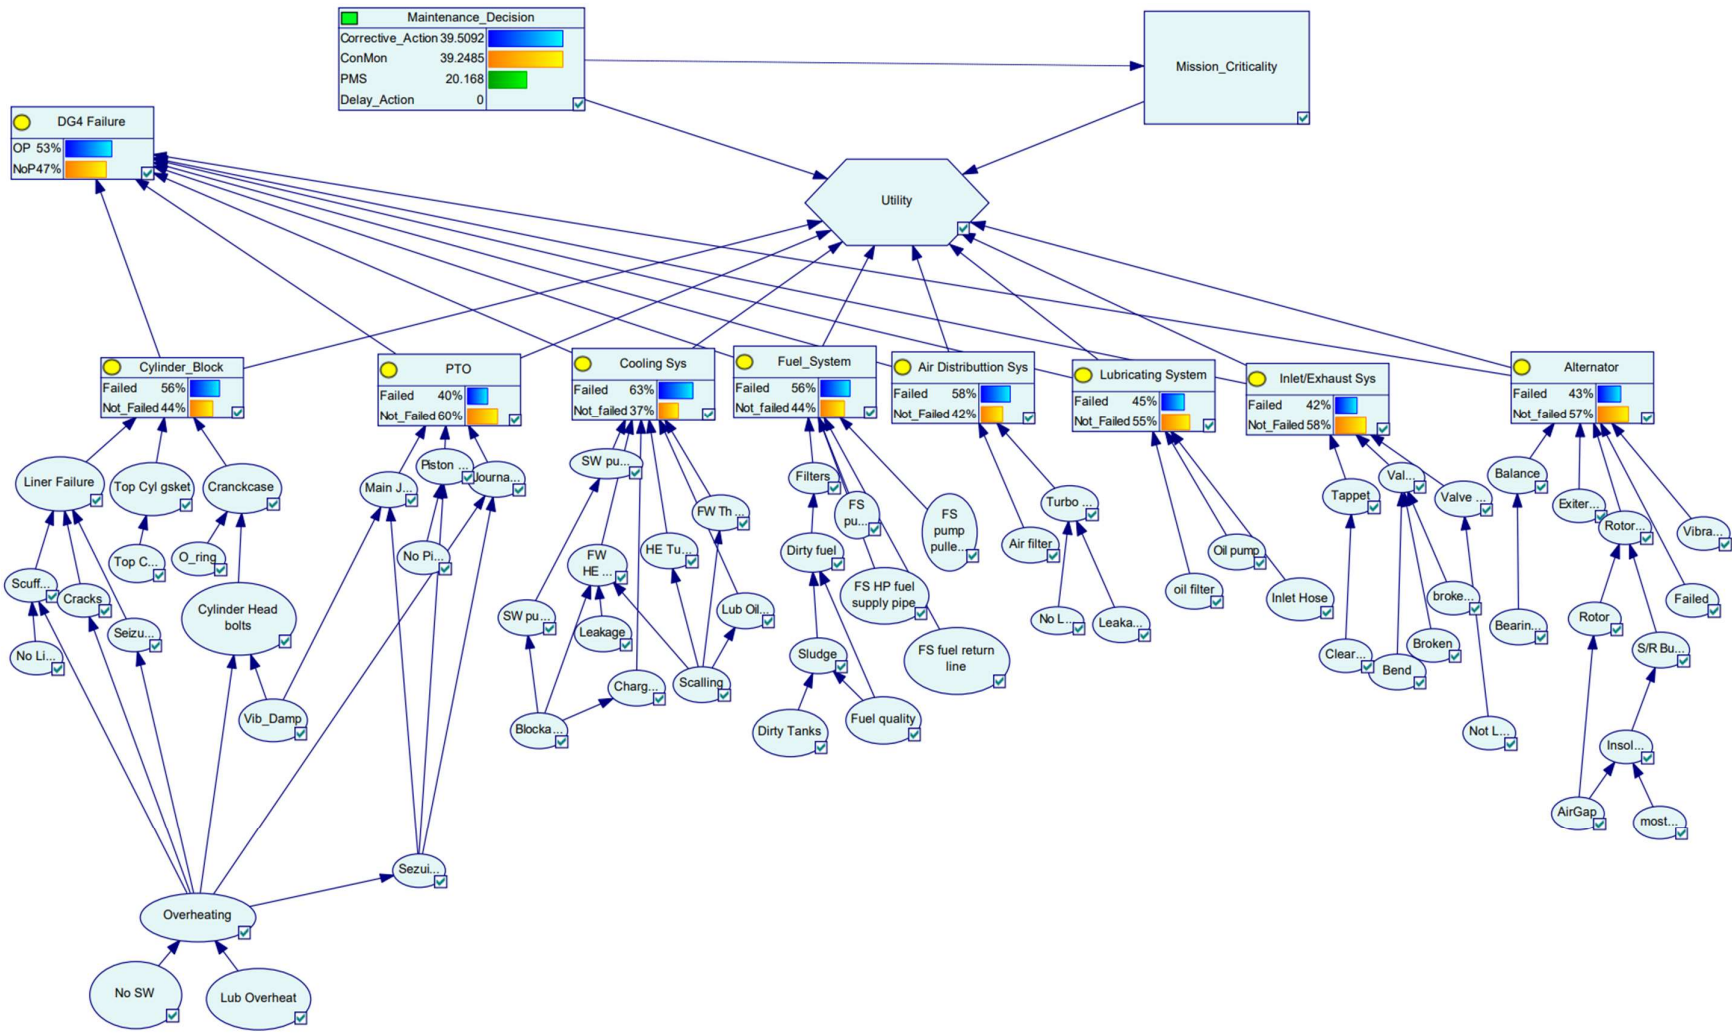 Maintenance_Decision
Corrective_Action 39.5092
ConMon 39.2485
PMS 20.168
Delay_Action 0
Mission_Criticality
DG4 Failure
OP 53%
NoP 47%
Utility
Cylinder_Block
Failed 56%
Not_Failed 44%
PTO
Failed 40%
Not_Failed 60%
Cooling Sys
Failed 63%
Not_failed 37%
Fuel_System
Failed 56%
Not_failed 44%
Air Distributtion Sys
Failed 58%
Not_Failed 42%
Lubricating System
Failed 45%
Not_Failed 55%
Inlet/Exhaust Sys
Failed 42%
Not_Failed 58%
Alternator
Failed 43%
Not_failed 57%
Liner Failure
Top Cyl gsket
Cranckcase
Main J...
Piston ...
Journa...
SW pu...
FW Th ...
Filters
FS
pu...
FS
pump
pulle...
Turbo
...
Tappet
Val...
Valve ...
Balance
Exiter...
Rotor...
Vibra...
Top C...
O_ring
No Pi...
FW
HE ...
HE Tu...
Dirty fuel
Air filter
Oil pump
Scuff...
Cracks
Cylinder Head
bolts
Seizu...
No Li...
SW pu...
Leakage
Lub Oil...
FS HP fuel
supply pipe
oil filter
Inlet Hose
No L...
Leaka...
broke...
Failed
Rotor
Bearin...
Clear...
Bend
Broken
S/R Bu...
Charg...
Scalling
Sludge
FS fuel return
line
Vib_Damp
Blocka...
Dirty Tanks
Fuel quality
Not L...
Insol...
AirGap
most...
Sezui...
Overheating
No SW
Lub Overheat